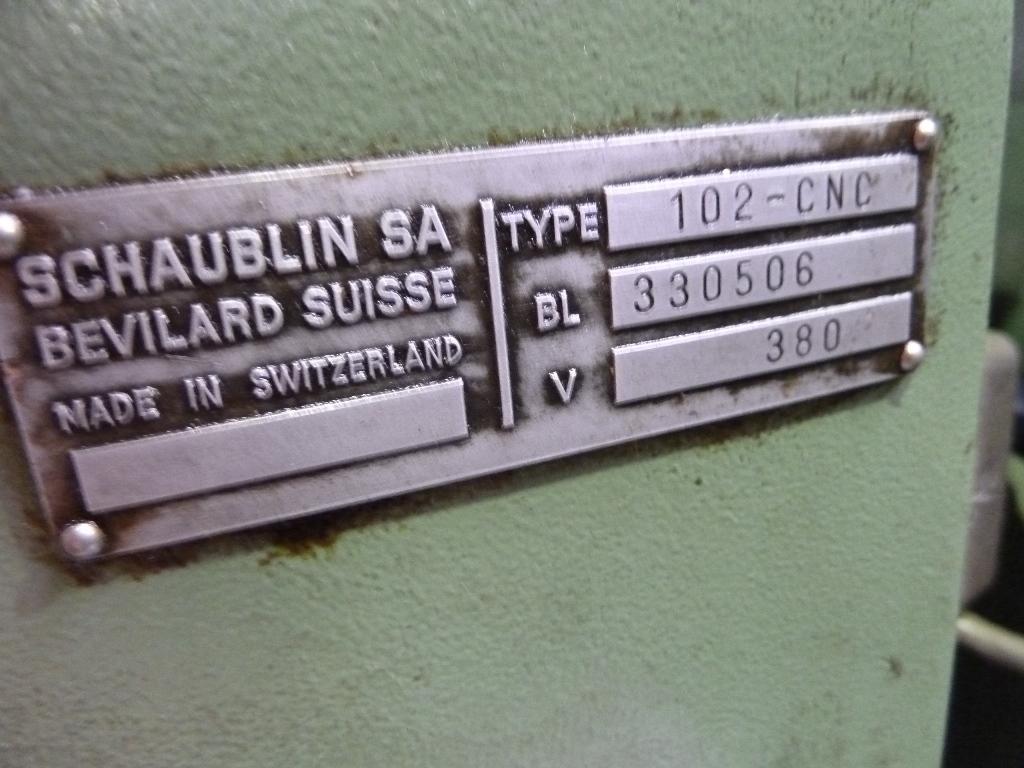 SCHAUBLIN SA
BEVILARD SUISSE
MADE IN SWITZERLAND
TYPE 102-CNC
BL 330506
V 380